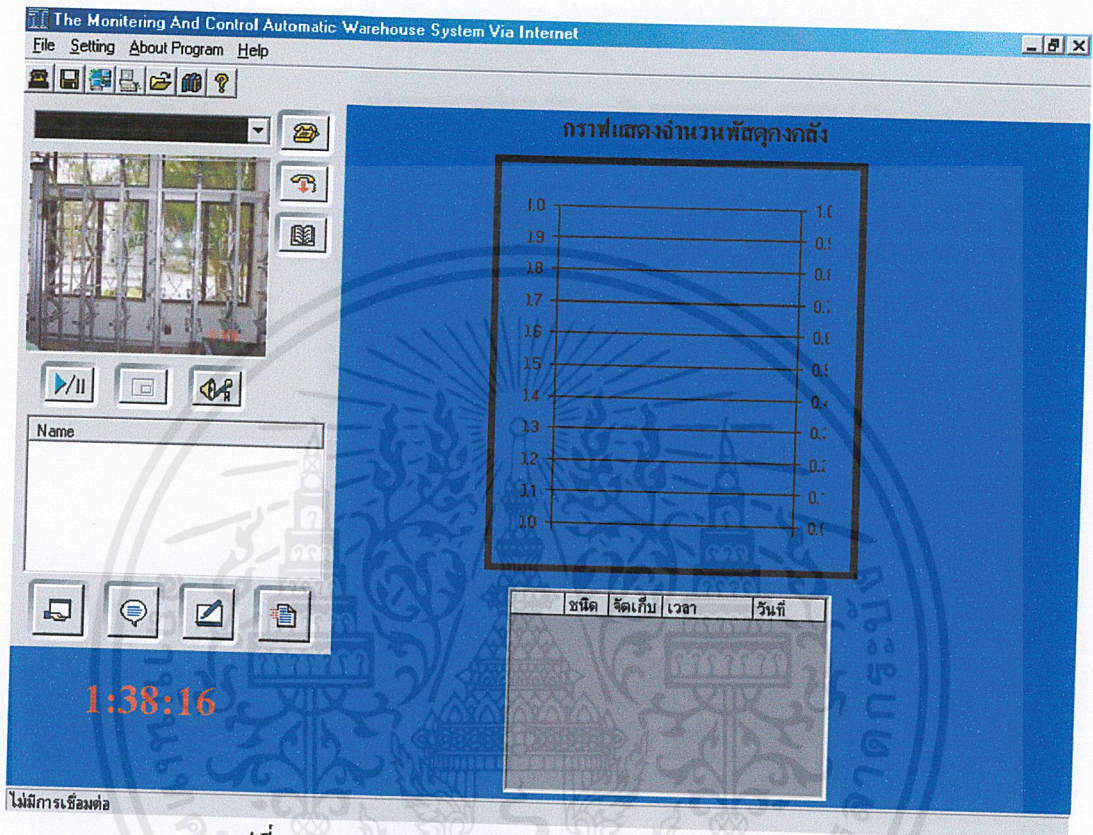 The Monitering And Control Automatic Warehouse System Via Internet
File Setting About Program Help
กราฟแสดงจำนวนพัสดุคงคลัง
1.0
0.9
0.8
0.7
0.6
0.5
0.4
0.3
0.2
0.1
0.0
Name
ชนิด จัดเก็บ เวลา วันที่
1:38:16
ไม่มีการเชื่อมต่อ